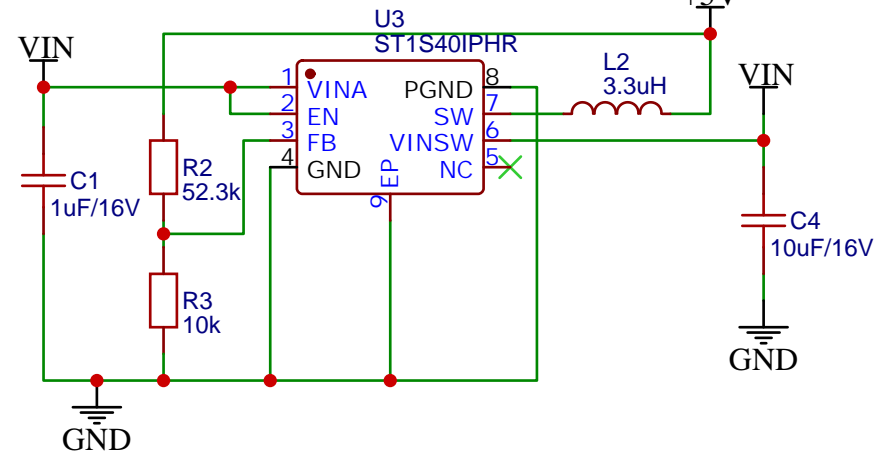 U3
ST1S40IPHR
VIN
L2
3.3uH
VIN
1
VINA
PGND
8
2
EN
SW
7
3
FB
VINSW
6
4
GND
NC
5
EP
9
C1
1uF/16V
R2
52.3k
C4
10uF/16V
R3
10k
GND
GND